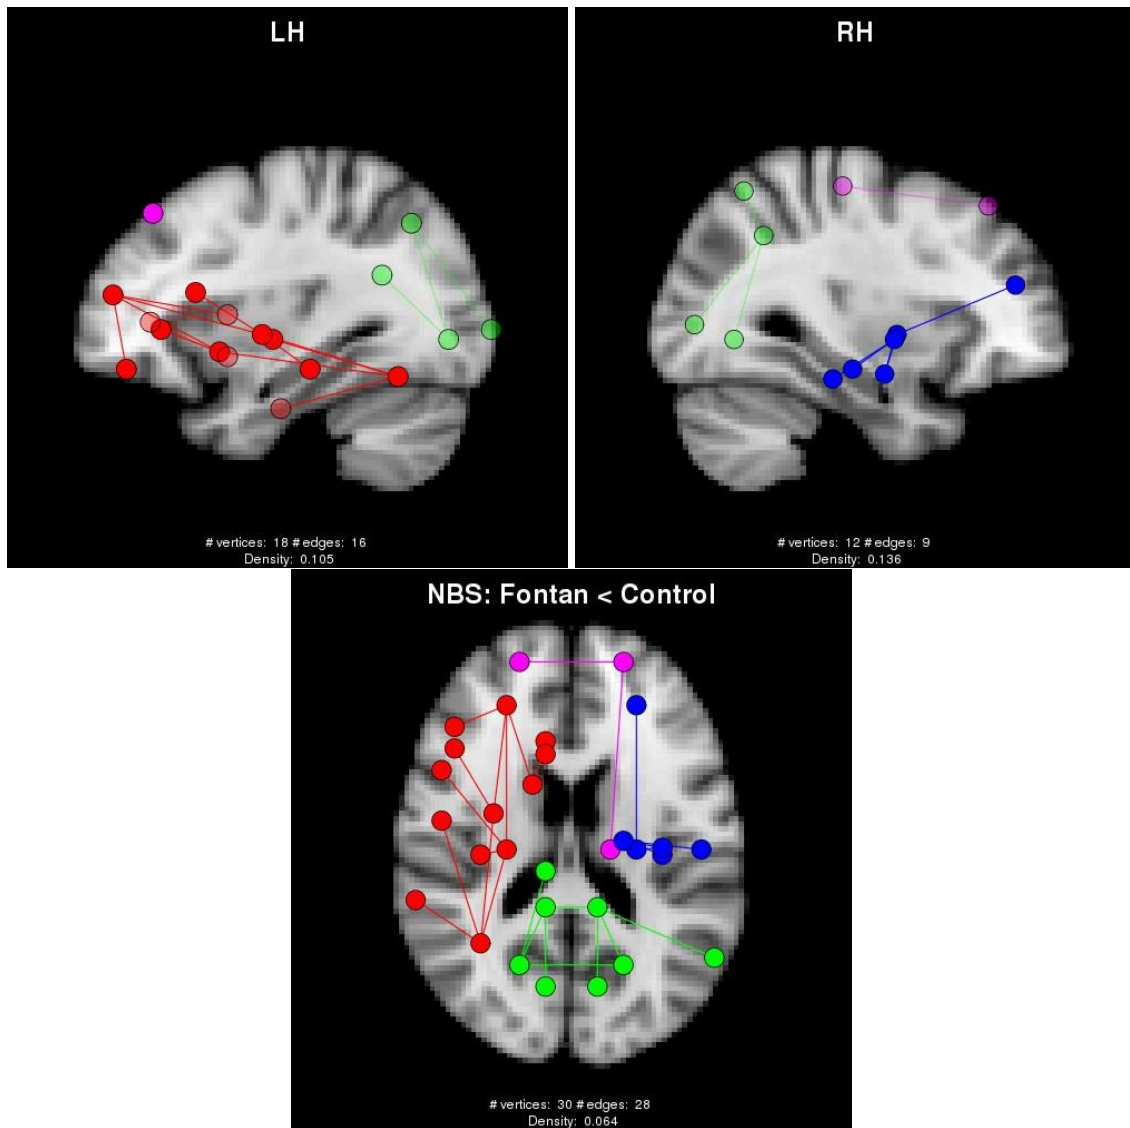 LH
# vertices: 18 # edges: 16
Density: 0.105
RH
# vertices: 12 # edges: 9
Density: 0.136
NBS: Fontan < Control
# vertices: 30 # edges: 28
Density: 0.064